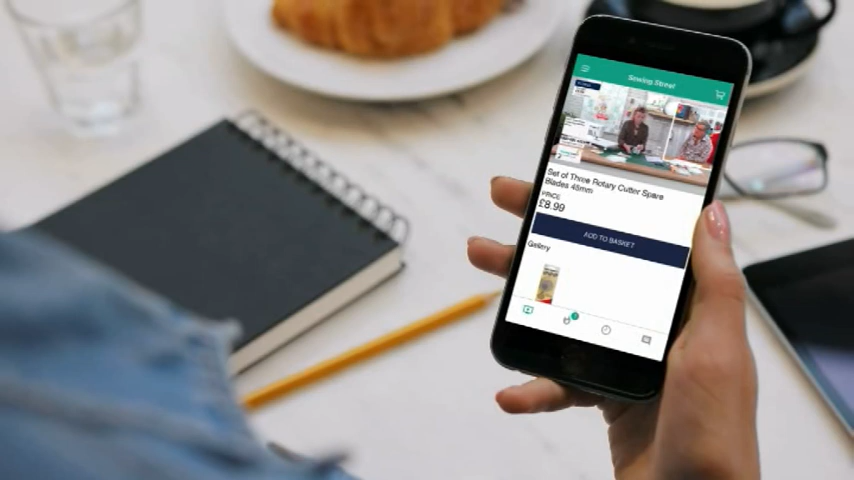 Sewing Street
Set of Three Rotary Cutter Spare
Blades 45mm
PRICE
£8.99
ADD TO BASKET
Gallery